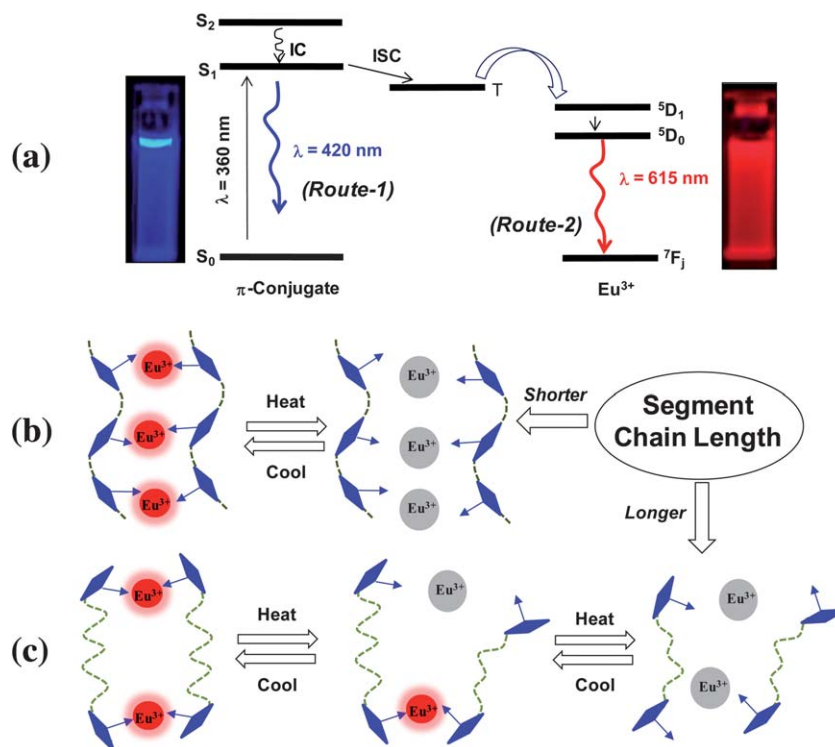 (a)
S₂
IC
S₁
ISC
T
⁵D₁
⁵D₀
λ = 360 nm
λ = 420 nm
(Route-1)
λ = 615 nm
(Route-2)
S₀
⁷Fⱼ
π-Conjugate
Eu³⁺
(b)
Eu³⁺
Eu³⁺
Eu³⁺
Heat
Cool
Eu³⁺
Eu³⁺
Eu³⁺
Shorter
Segment
Chain Length
Longer
(c)
Eu³⁺
Eu³⁺
Heat
Cool
Eu³⁺
Eu³⁺
Heat
Cool
Eu³⁺
Eu³⁺